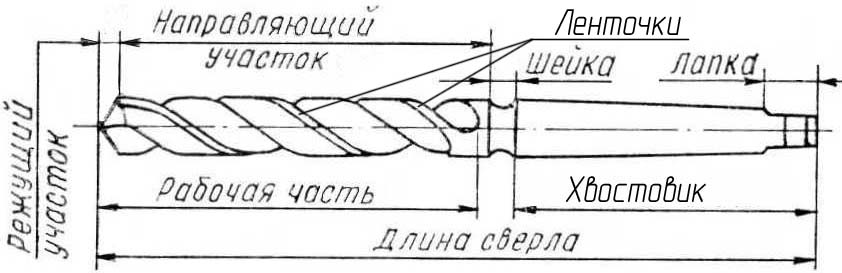 Направляющий
участок
Ленточки
шейка
лапка
Режущий
участок
Рабочая часть
Хвостовик
Длина сверла